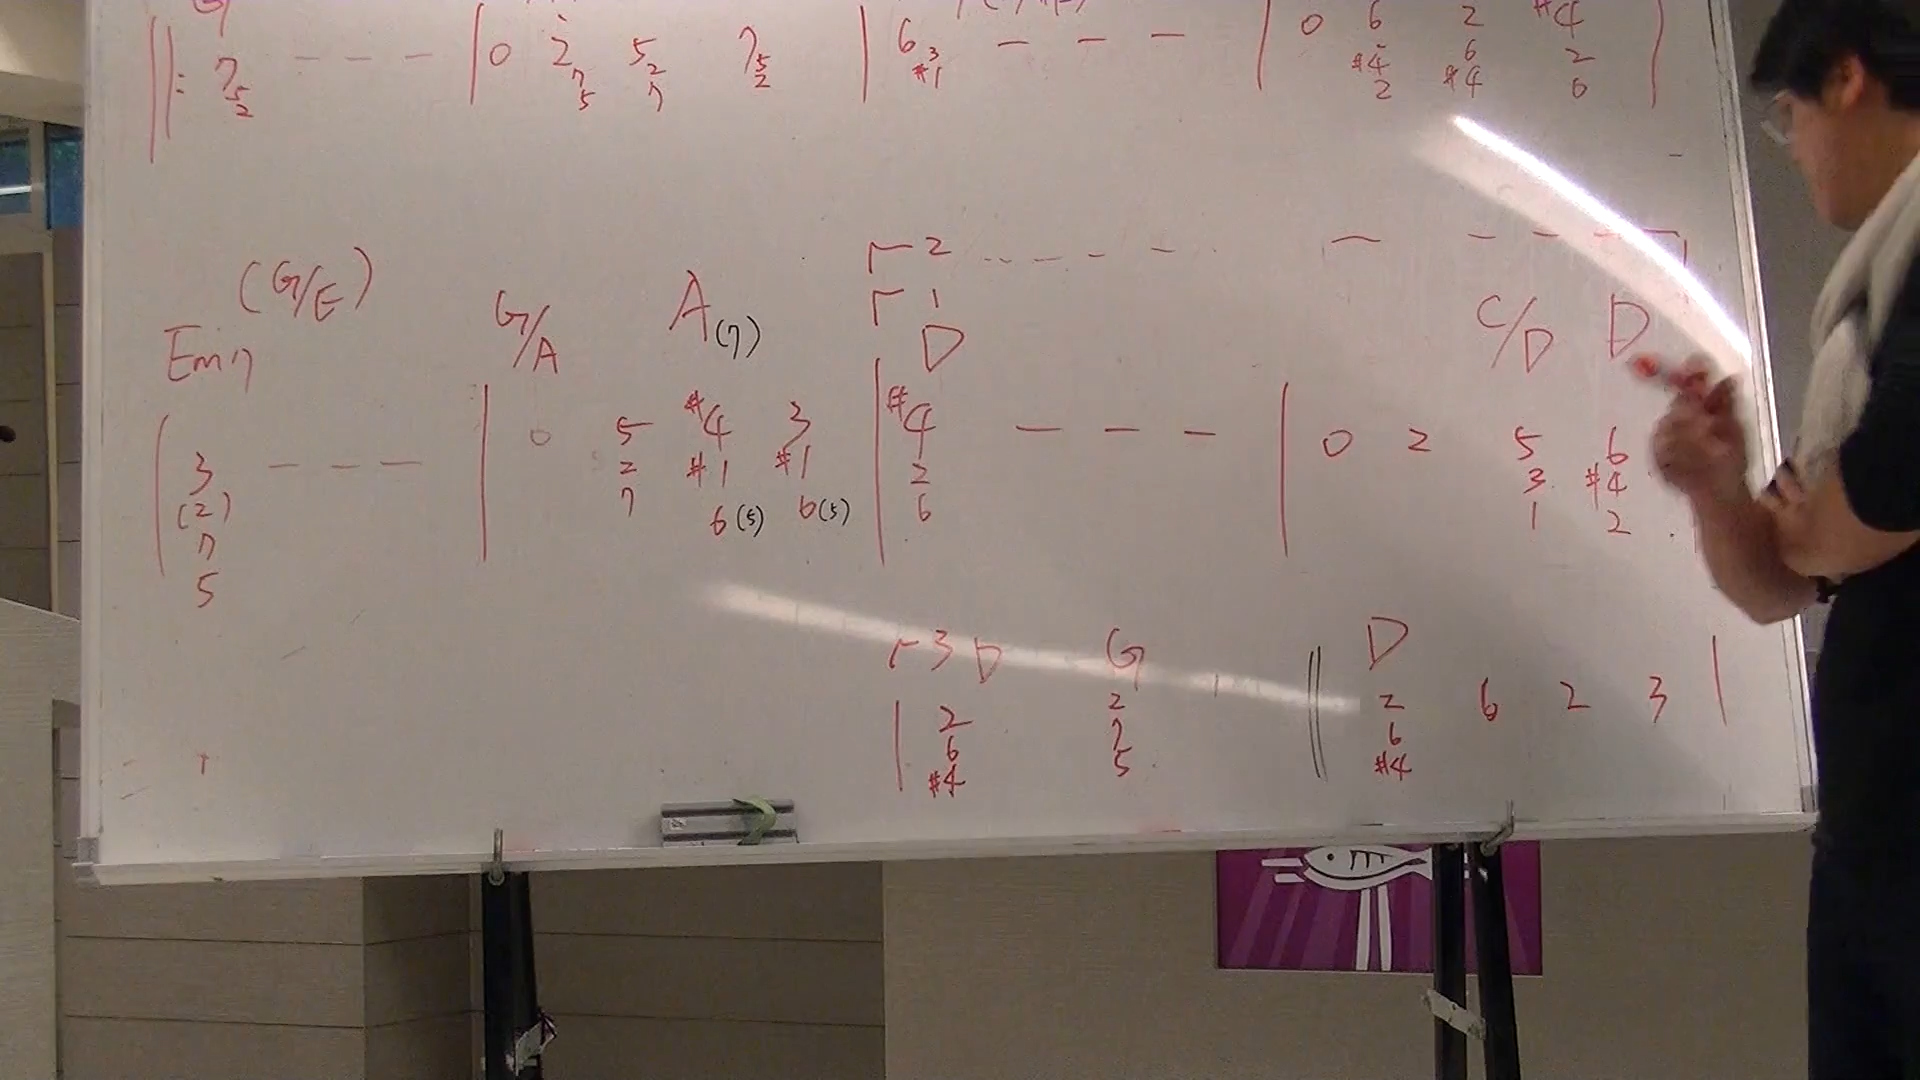 ||: 7 - - - | 0 2 5 7 | 6 - - - | 0 6 2 #4 |
5 7 2 5 3 #4 6 2
2 5 7 2 #1 2 #4 6
(G/E) ┌ 2 - - - - - - - - ┐
Em7 G/A A(7) ┌ 1 D C/D D
| 3 - - - | 0 5 #4 3 | #4 - - - | 0 2 5 6 |
(2) 2 #1 #1 2 3 #4
7 7 6(5) 6(5) 6 1 2
5
┌ 3 D G D
| 2 2 || 2 6 2 3 |
6 7 6
#4 5 #4